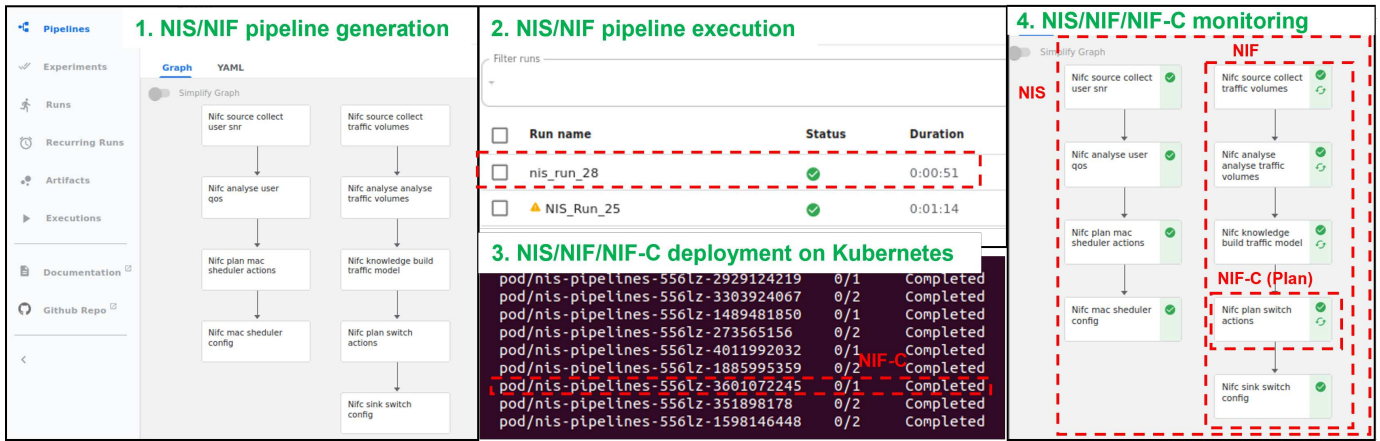 1. NIS/NIF pipeline generation
Pipelines
Experiments
Runs
Recurring Runs
Artifacts
Executions
Documentation
Github Repo
Graph YAML
Simplify Graph
Nifc source collect
user snr
Nifc analyse user
qos
Nifc plan mac
sheduler actions
Nifc mac sheduler
config
Nifc source collect
traffic volumes
Nifc analyse analyse
traffic volumes
Nifc knowledge build
traffic model
Nifc plan switch
actions
Nifc sink switch
config
2. NIS/NIF pipeline execution
Filter runs
Run name Status Duration
nis_run_28 0:00:51
NIS_Run_25 0:01:14
3. NIS/NIF/NIF-C deployment on Kubernetes
pod/nis-pipelines-556lz-2929124219 0/1 Completed
pod/nis-pipelines-556lz-3303924067 0/2 Completed
pod/nis-pipelines-556lz-1489481850 0/1 Completed
pod/nis-pipelines-556lz-273565156 0/2 Completed
pod/nis-pipelines-556lz-4011992032 0/1 Completed
pod/nis-pipelines-556lz-1885995359 0/2 Completed
NIF-C
pod/nis-pipelines-556lz-3601072245 0/1 Completed
pod/nis-pipelines-556lz-351898178 0/2 Completed
pod/nis-pipelines-556lz-1598146448 0/2 Completed
4. NIS/NIF/NIF-C monitoring
Simplify Graph
NIS
NIF
Nifc source collect
user snr
Nifc analyse user
qos
Nifc plan mac
sheduler actions
Nifc mac sheduler
config
Nifc source collect
traffic volumes
Nifc analyse
analyse traffic
volumes
Nifc knowledge
build traffic model
NIF-C (Plan)
Nifc plan switch
actions
Nifc sink switch
config